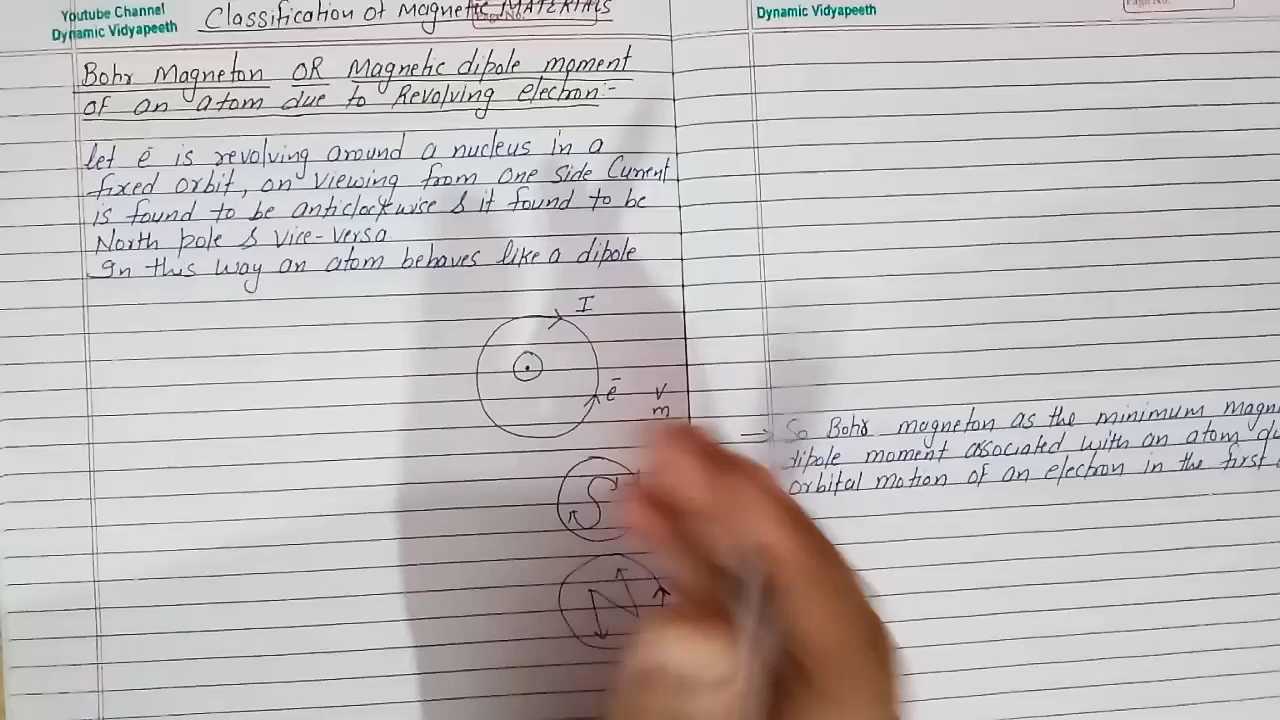 Youtube Channel
Dynamic Vidyapeeth
Classification of Magnetic MATERIALS
Bohr Magneton OR Magnetic dipole moment
of an atom due to Revolving electron:-
let ē is revolving around a nucleus in a
fixed orbit, on viewing from one side Current
is found to be anticlockwise & it found to be
North pole & Vice-Versa
In this way an atom behaves like a dipole
I
ē
v
m
S
N
Dynamic Vidyapeeth
Page No.
→ So Bohr magneton as the minimum magn
dipole moment associated with an atom du
orbital motion of an electron in the first